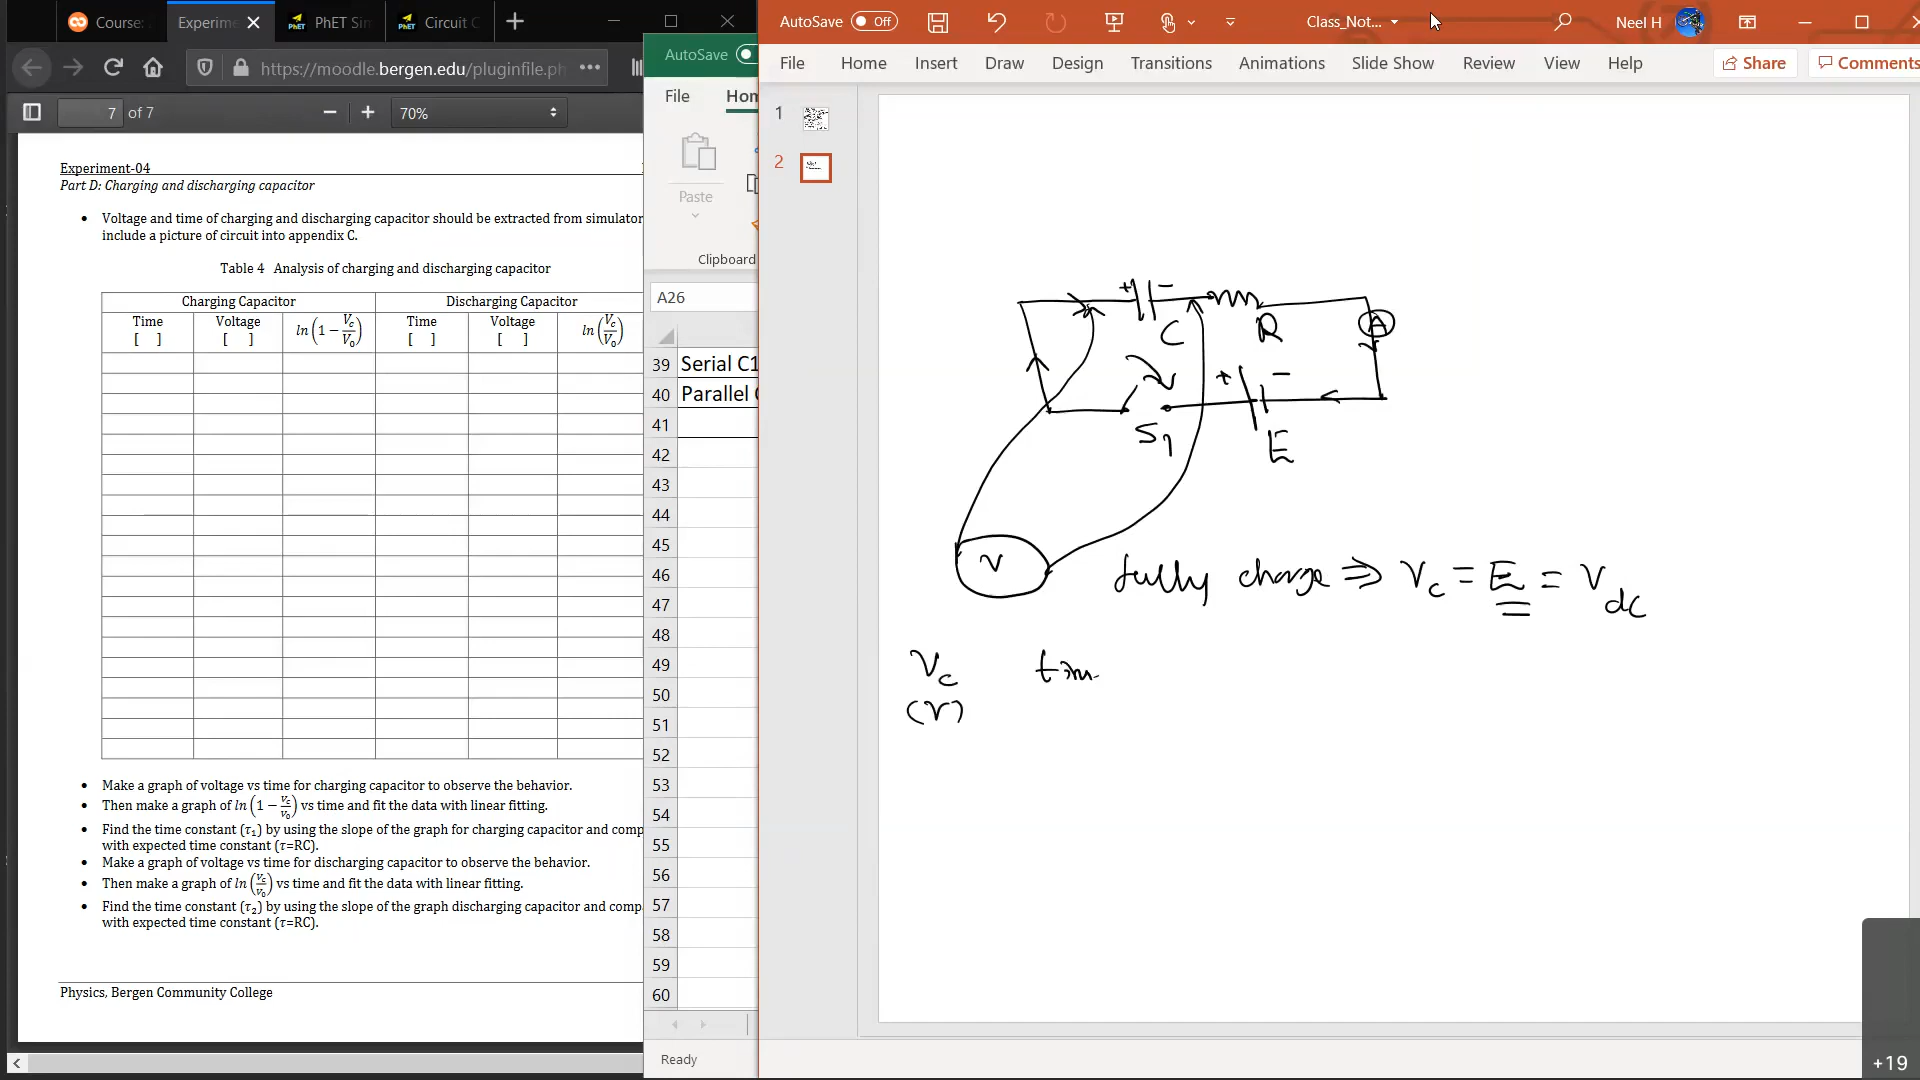 Course:
Experime
PhET Sim
Circuit C
https://moodle.bergen.edu/pluginfile.ph
7 of 7
70%
Experiment-04
Part D: Charging and discharging capacitor
• Voltage and time of charging and discharging capacitor should be extracted from simulator
include a picture of circuit into appendix C.
Table 4 Analysis of charging and discharging capacitor
Charging Capacitor Discharging Capacitor
Time Voltage ln(1 − Vc/V0) Time Voltage ln(Vc/V0)
[ ] [ ] [ ] [ ]
• Make a graph of voltage vs time for charging capacitor to observe the behavior.
• Then make a graph of ln(1 − Vc/V0) vs time and fit the data with linear fitting.
• Find the time constant (τ1) by using the slope of the graph for charging capacitor and comp
with expected time constant (τ=RC).
• Make a graph of voltage vs time for discharging capacitor to observe the behavior.
• Then make a graph of ln(Vc/V0) vs time and fit the data with linear fitting.
• Find the time constant (τ2) by using the slope of the graph discharging capacitor and comp
with expected time constant (τ=RC).
Physics, Bergen Community College
AutoSave
File Hom
Paste
Clipboard
A26
39 Serial C1
40 Parallel C
41
42
43
44
45
46
47
48
49
50
51
52
53
54
55
56
57
58
59
60
Ready
AutoSave Off Class_Not... Neel H
File Home Insert Draw Design Transitions Animations Slide Show Review View Help Share Comments
1
2
+ −
C R A
+ −
S1 E
V
fully charge ⇒ Vc = E = Vdc
Vc tim
(V)
+19